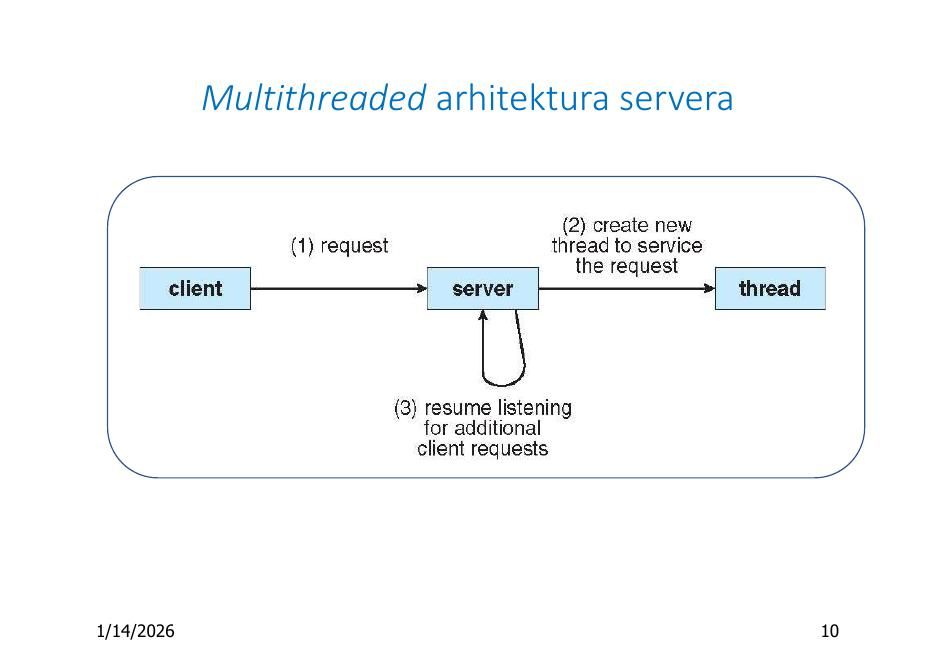 Multithreaded arhitektura servera
(1) request
(2) create new
thread to service
the request
client
server
thread
(3) resume listening
for additional
client requests
1/14/2026
10